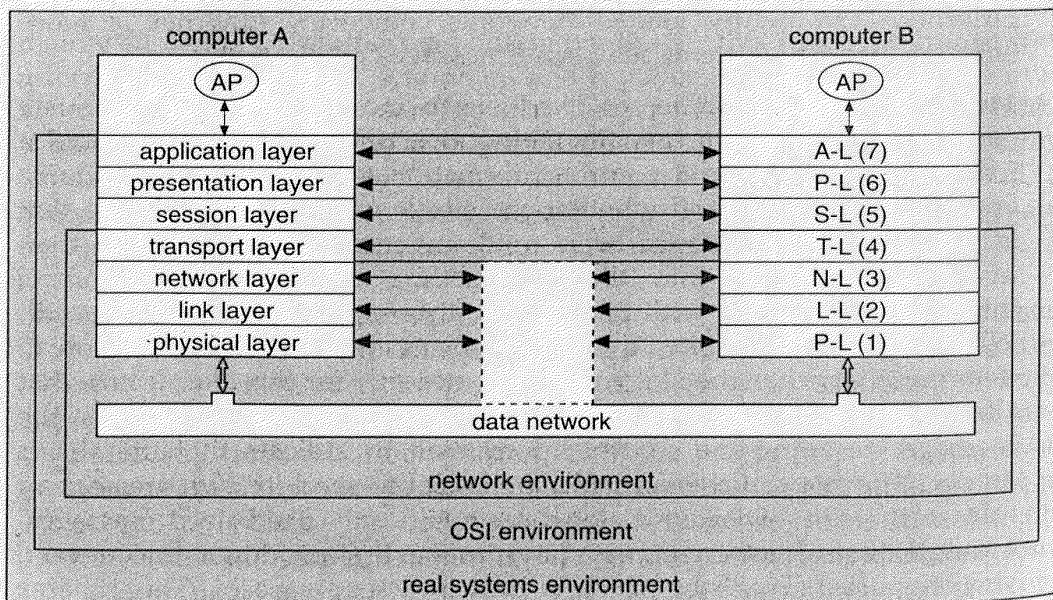 computer A
computer B
AP
AP
application layer
A-L (7)
presentation layer
P-L (6)
session layer
S-L (5)
transport layer
T-L (4)
network layer
N-L (3)
link layer
L-L (2)
physical layer
P-L (1)
data network
network environment
OSI environment
real systems environment